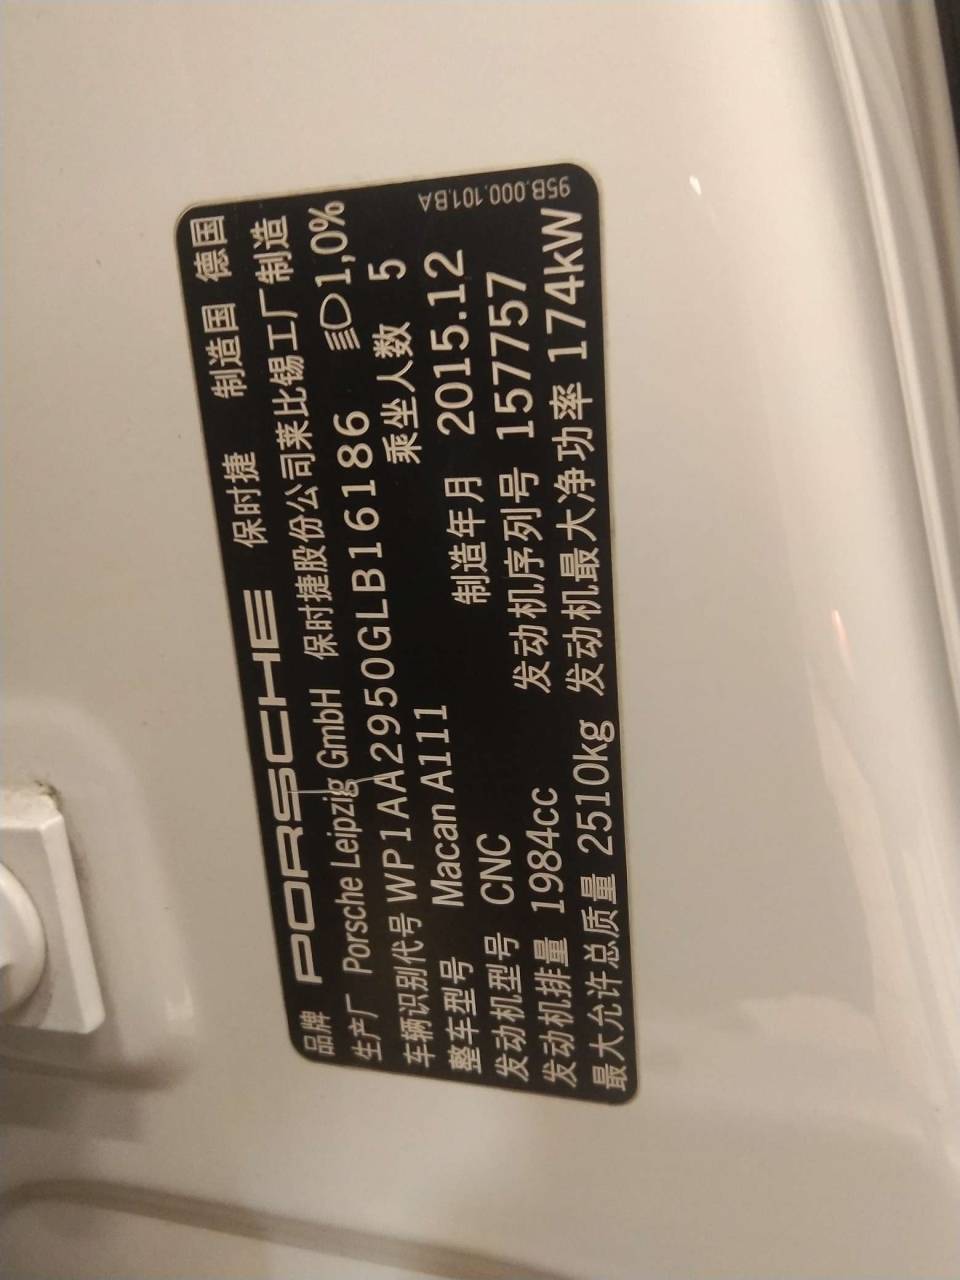 品牌 PORSCHE 保时捷 制造国 德国
生产厂 Porsche Leipzig GmbH 保时捷股份公司莱比锡工厂制造
车辆识别代号 WP1AA2950GLB16186 1,0%
整车型号 Macan A111 乘坐人数 5
发动机型号 CNC 制造年月 2015.12
发动机排量 1984cc 发动机序列号 157757
最大允许总质量 2510kg 发动机最大净功率 174kW
95B.000.101.BA